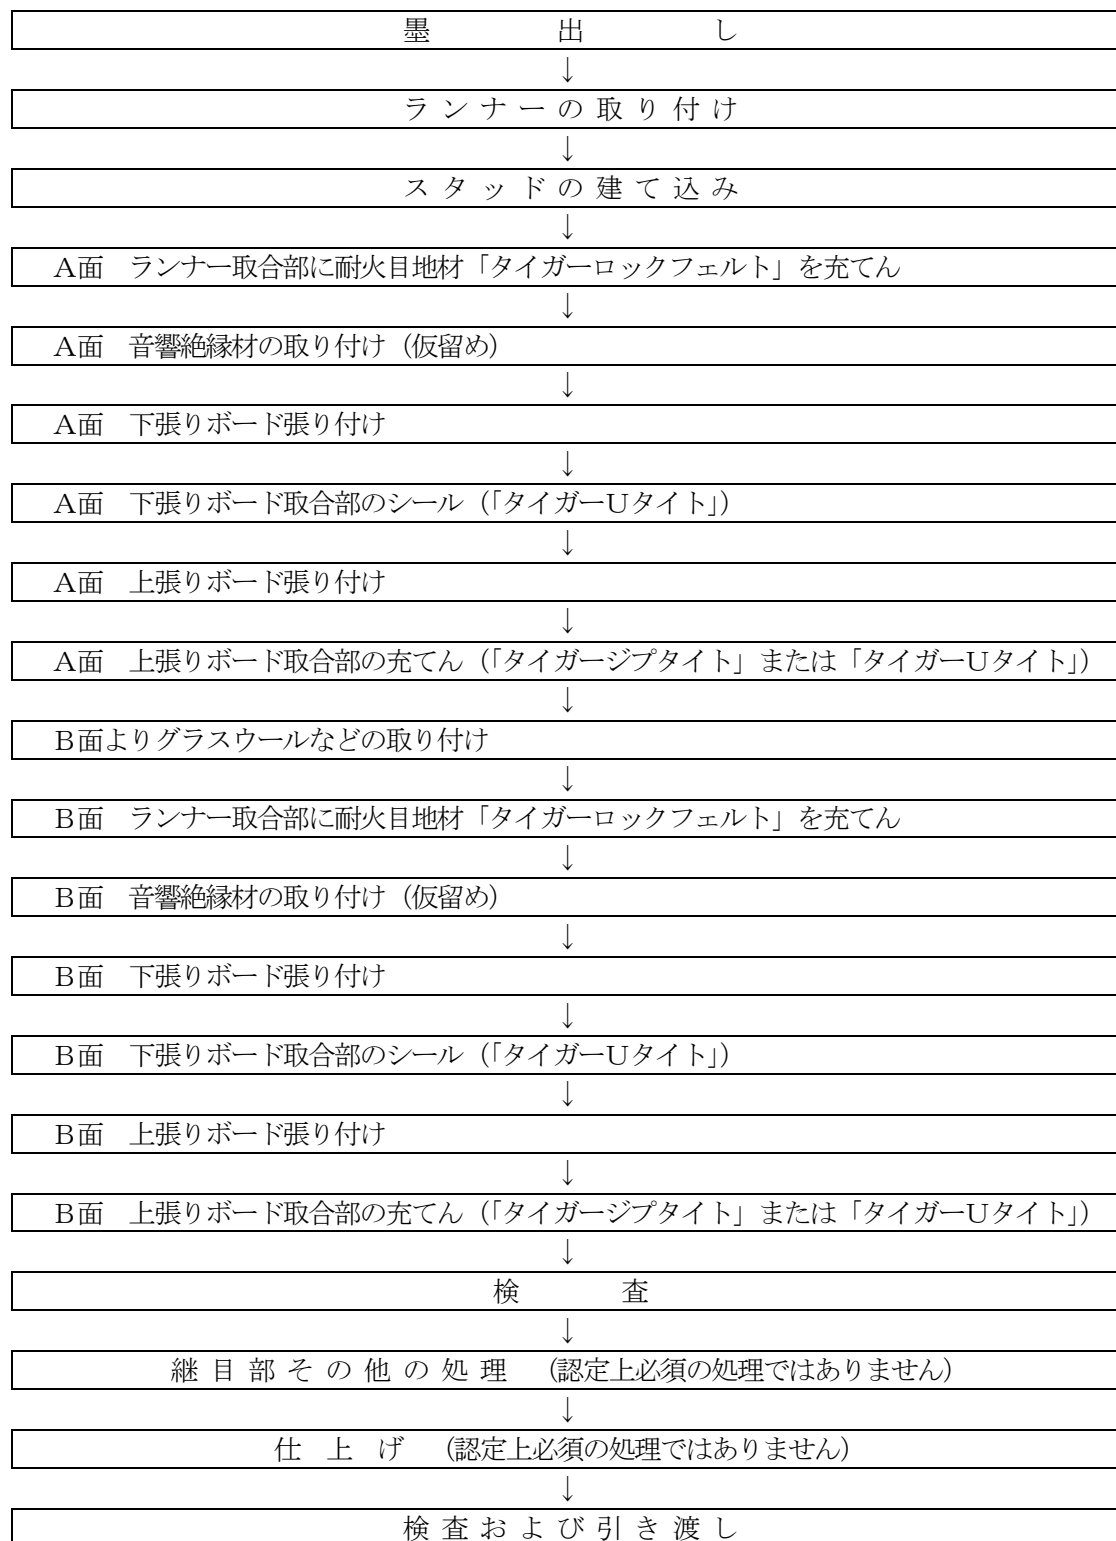 墨出し
↓
ランナーの取り付け
↓
スタッドの建て込み
↓
A面　ランナー取合部に耐火目地材「タイガーロックフェルト」を充てん
↓
A面　音響絶縁材の取り付け（仮留め）
↓
A面　下張りボード張り付け
↓
A面　下張りボード取合部のシール（「タイガーUタイト」）
↓
A面　上張りボード張り付け
↓
A面　上張りボード取合部の充てん（「タイガージプタイト」または「タイガーUタイト」）
↓
B面よりグラスウールなどの取り付け
↓
B面　ランナー取合部に耐火目地材「タイガーロックフェルト」を充てん
↓
B面　音響絶縁材の取り付け（仮留め）
↓
B面　下張りボード張り付け
↓
B面　下張りボード取合部のシール（「タイガーUタイト」）
↓
B面　上張りボード張り付け
↓
B面　上張りボード取合部の充てん（「タイガージプタイト」または「タイガーUタイト」）
↓
検査
↓
継目部その他の処理　（認定上必須の処理ではありません）
↓
仕上げ　（認定上必須の処理ではありません）
↓
検査および引き渡し